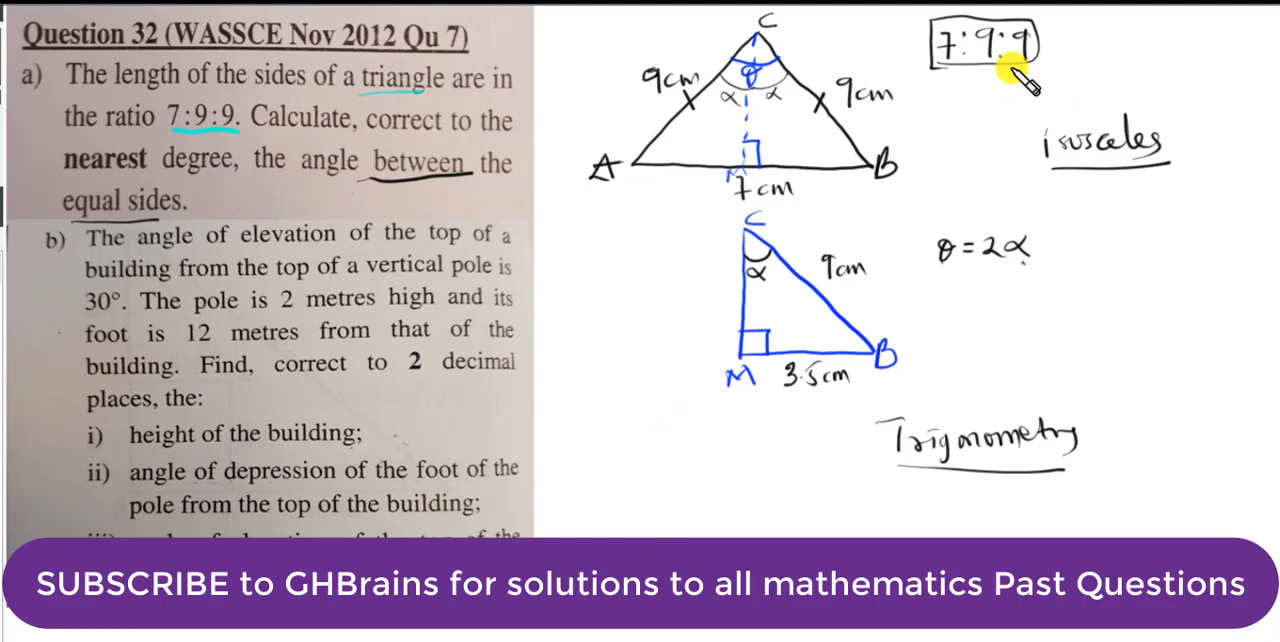 Question 32 (WASSCE Nov 2012 Qu 7)
a) The length of the sides of a triangle are in
the ratio 7:9:9. Calculate, correct to the
nearest degree, the angle between the
equal sides.
b) The angle of elevation of the top of a
building from the top of a vertical pole is
30°. The pole is 2 metres high and its
foot is 12 metres from that of the
building. Find, correct to 2 decimal
places, the:
i) height of the building;
ii) angle of depression of the foot of the
pole from the top of the building;
C
θ
α α
9cm
9cm
A
M
B
7cm
7:9:9
isosceles
C
α
9cm
M
B
3.5cm
θ = 2α
Trigonometry
SUBSCRIBE to GHBrains for solutions to all mathematics Past Questions